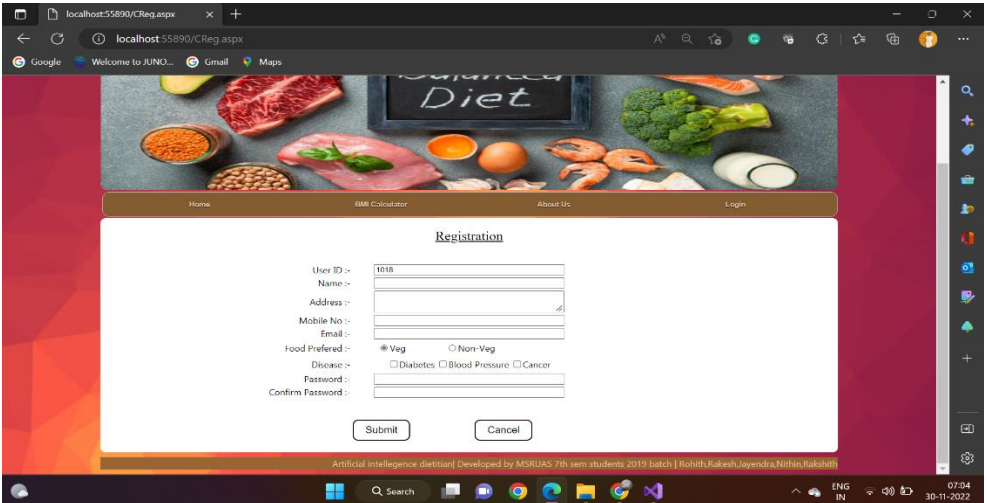 localhost:55890/CReg.aspx
localhost:55890/CReg.aspx
Google Welcome to JUNO... Gmail Maps
Balanced
Diet
Home BMI Calculator About Us Login
Registration
User ID :- 1018
Name :-
Address :-
Mobile No :-
Email :-
Food Prefered :- Veg Non-Veg
Disease :- Diabetes Blood Pressure Cancer
Password :-
Confirm Password :-
Submit Cancel
Artificial intellegence dietitian| Developed by MSRUAS 7th sem students 2019 batch | Rohith,Rakesh,Jayendra,Nithin,Rakshith
Search
ENG 07:04
IN 30-11-2022